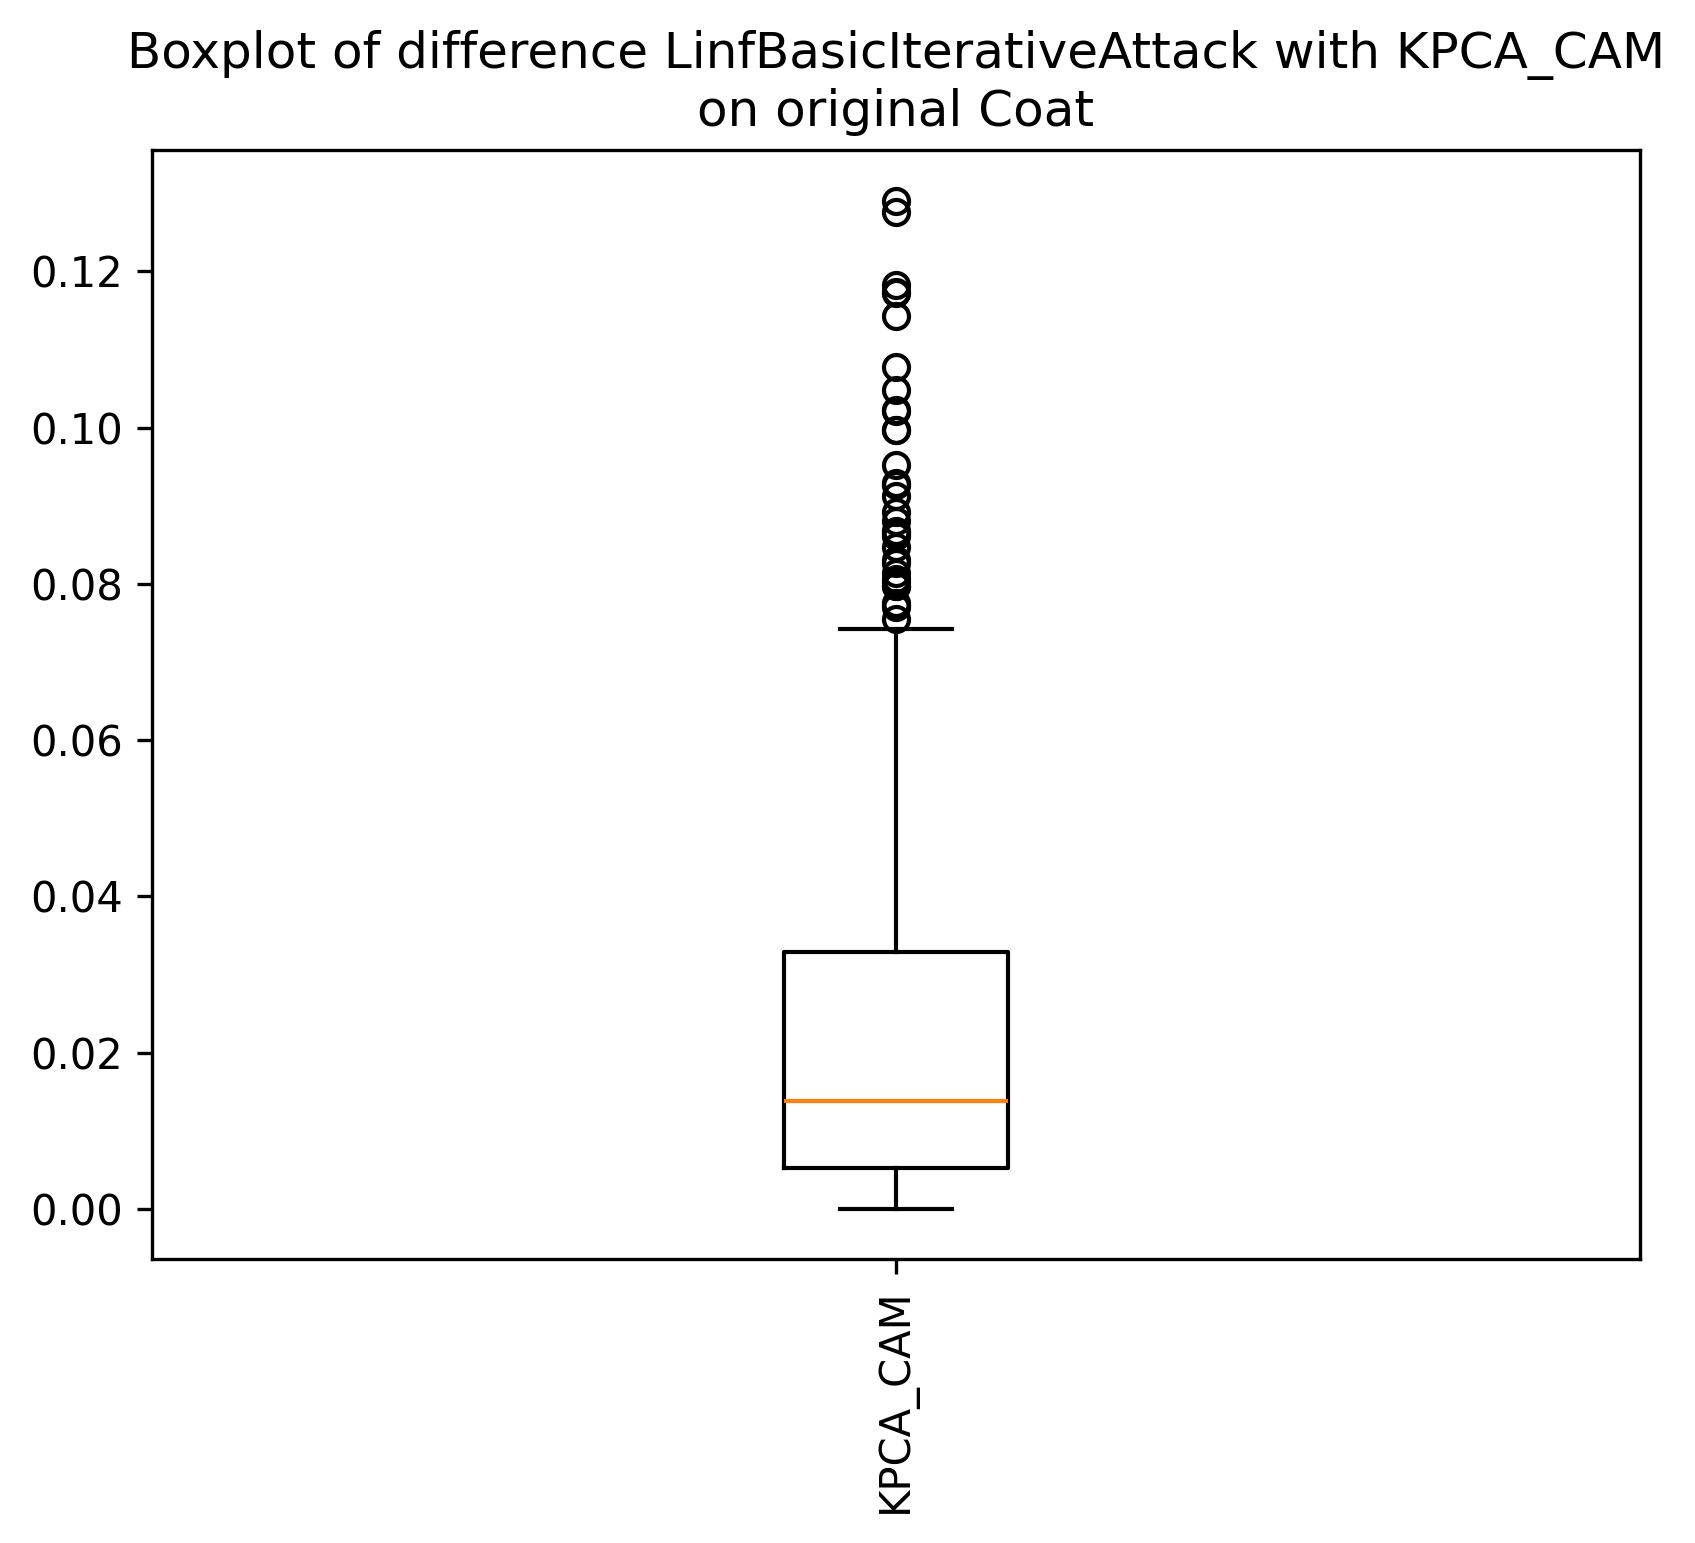 Boxplot of difference LinfBasicIterativeAttack with KPCA_CAM
on original Coat
0.12
0.10
0.08
0.06
0.04
0.02
0.00
KPCA_CAM